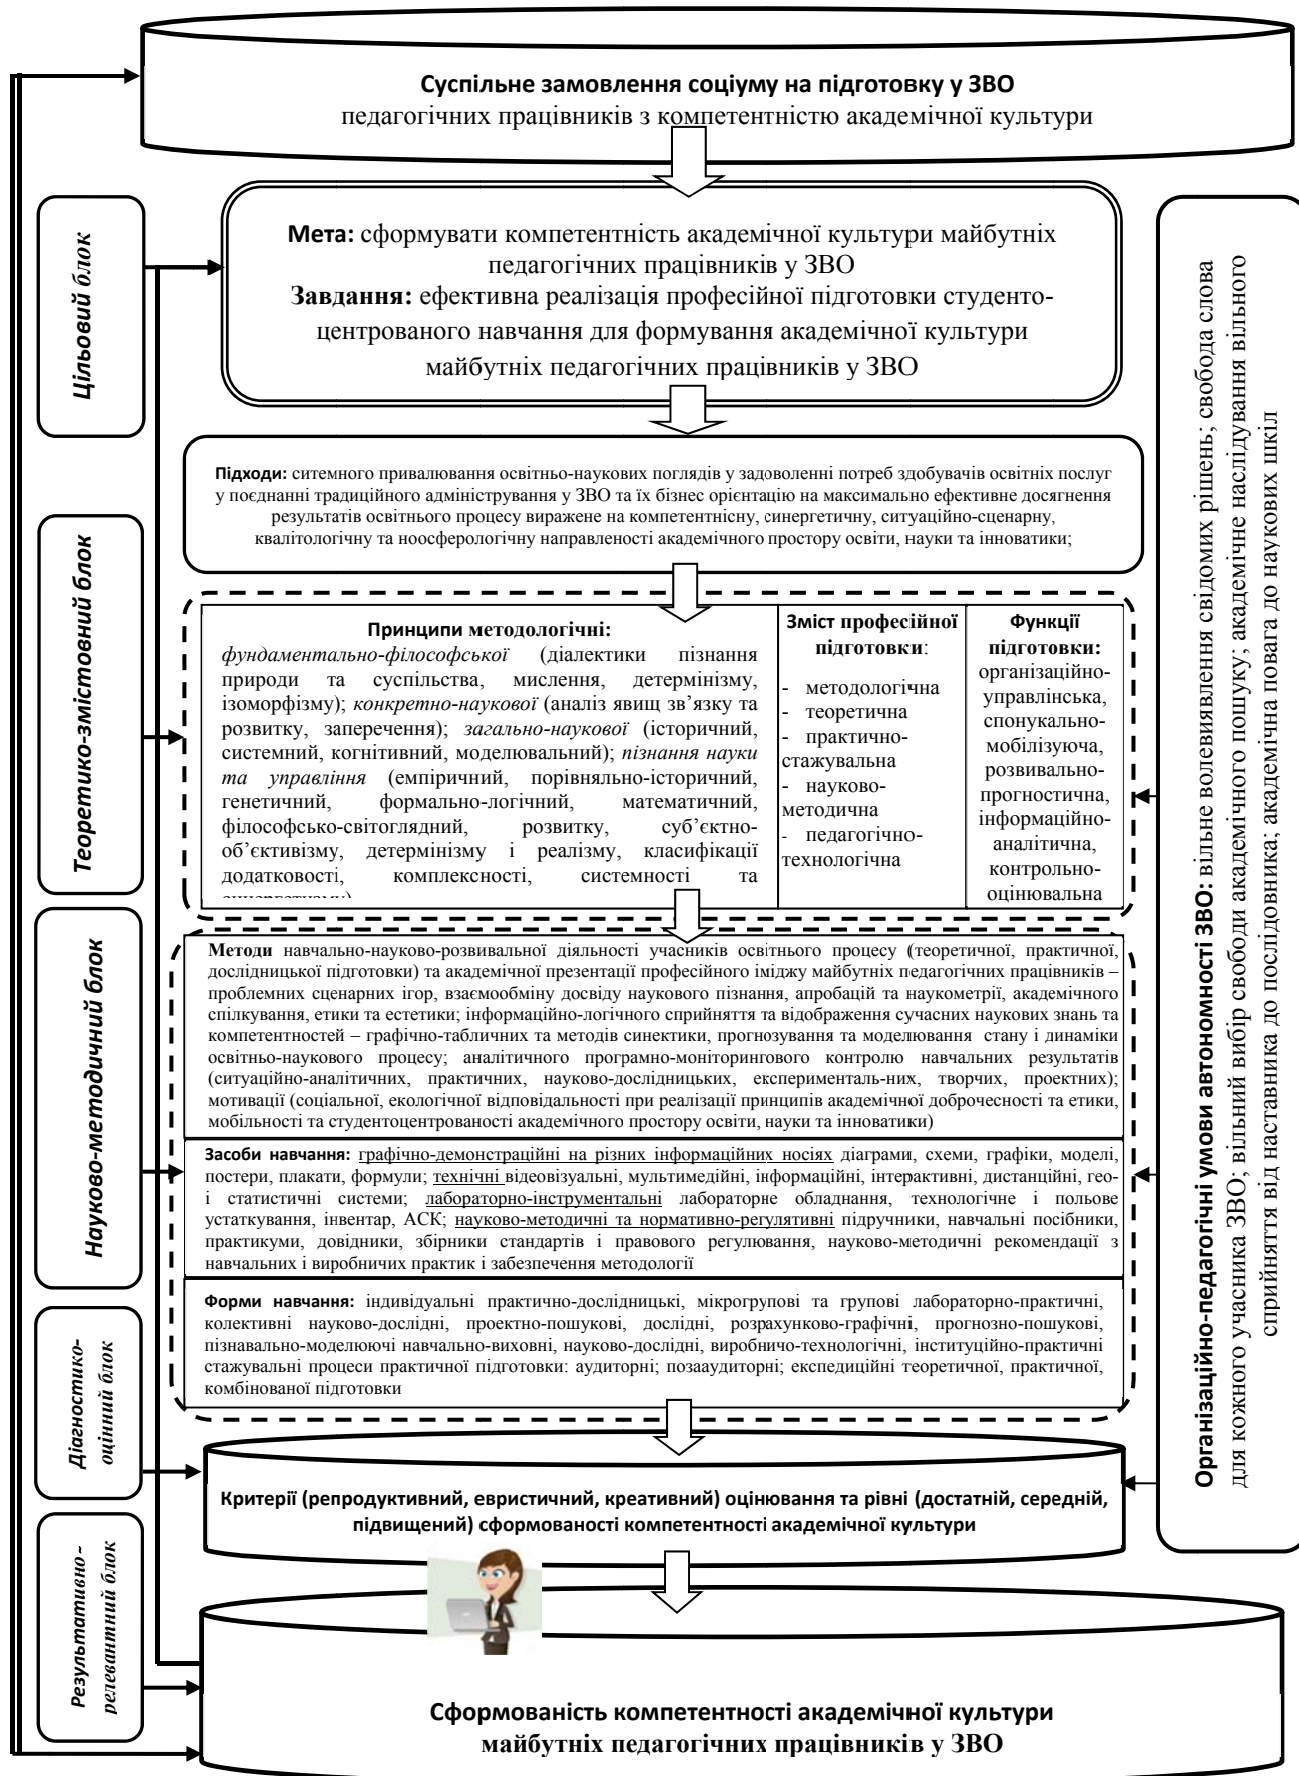 Суспільне замовлення соціуму на підготовку у ЗВО
педагогічних працівників з компетентністю академічної культури
Цільовий блок
Мета: сформувати компетентність академічної культури майбутніх
педагогічних працівників у ЗВО
Завдання: ефективна реалізація професійної підготовки студенто-
центрованого навчання для формування академічної культури
майбутніх педагогічних працівників у ЗВО
Теоретико-змістовний блок
Підходи: ситемного привалювання освітньо-наукових поглядів у задоволенні потреб здобувачів освітніх послуг
у поєднанні традиційного адміністрування у ЗВО та їх бізнес орієнтацію на максимально ефективне досягнення
результатів освітнього процесу виражене на компетентнісну, синергетичну, ситуаційно-сценарну,
квалітологічну та ноосферологічну направленості академічного простору освіти, науки та інноватики;
Принципи методологічні:
фундаментально-філософської (діалектики пізнання
природи та суспільства, мислення, детермінізму,
ізоморфізму); конкретно-наукової (аналіз явищ зв’язку та
розвитку, заперечення); загально-наукової (історичний,
системний, когнітивний, моделювальний); пізнання науки
та управління (емпіричний, порівняльно-історичний,
генетичний, формально-логічний, математичний,
філософсько-світоглядний, розвитку, суб’єктно-
об’єктивізму, детермінізму і реалізму, класифікації
додатковості, комплексності, системності та
Зміст професійної
підготовки:
- методологічна
- теоретична
- практично-
стажувальна
- науково-
методична
- педагогічно-
технологічна
Функції
підготовки:
організаційно-
управлінська,
спонукально-
мобілізуюча,
розвивально-
прогностична,
інформаційно-
аналітична,
контрольно-
оцінювальна
Науково-методичний блок
Методи навчально-науково-розвивальної діяльності учасників освітнього процесу (теоретичної, практичної,
дослідницької підготовки) та академічної презентації професійного іміджу майбутніх педагогічних працівників –
проблемних сценарних ігор, взаємообміну досвіду наукового пізнання, апробацій та наукометрії, академічного
спілкування, етики та естетики; інформаційно-логічного сприйняття та відображення сучасних наукових знань та
компетентностей – графічно-табличних та методів синектики, прогнозування та моделювання стану і динаміки
освітньо-наукового процесу; аналітичного програмно-моніторингового контролю навчальних результатів
(ситуаційно-аналітичних, практичних, науково-дослідницьких, експерименталь-них, творчих, проектних);
мотивації (соціальної, екологічної відповідальності при реалізації принципів академічної доброчесності та етики,
мобільності та студентоцентрованості академічного простору освіти, науки та інноватики)
Засоби навчання: графічно-демонстраційні на різних інформаційних носіях діаграми, схеми, графіки, моделі,
постери, плакати, формули; технічні відеовізуальні, мультимедійні, інформаційні, інтерактивні, дистанційні, гео-
і статистичні системи; лабораторно-інструментальні лабораторне обладнання, технологічне і польове
устаткування, інвентар, АСК; науково-методичні та нормативно-регулятивні підручники, навчальні посібники,
практикуми, довідники, збірники стандартів і правового регулювання, науково-методичні рекомендації з
навчальних і виробничих практик і забезпечення методології
Форми навчання: індивідуальні практично-дослідницькі, мікрогрупові та групові лабораторно-практичні,
колективні науково-дослідні, проектно-пошукові, дослідні, розрахунково-графічні, прогнозно-пошукові,
пізнавально-моделюючі навчально-виховні, науково-дослідні, виробничо-технологічні, інституційно-практичні
стажувальні процеси практичної підготовки: аудиторні; позааудиторні; експедиційні теоретичної, практичної,
комбінованої підготовки
Діагностико-
оцінний блок
Критерії (репродуктивний, евристичний, креативний) оцінювання та рівні (достатній, середній,
підвищений) сформованості компетентності академічної культури
Результативно-
релевантний блок
Сформованість компетентності академічної культури
майбутніх педагогічних працівників у ЗВО
Організаційно-педагогічні умови автономності ЗВО: вільне волевиявлення свідомих рішень; свобода слова
для кожного учасника ЗВО; вільний вибір свободи академічного пошуку; академічне наслідування вільного
сприйняття від наставника до послідовника; академічна повага до наукових шкіл